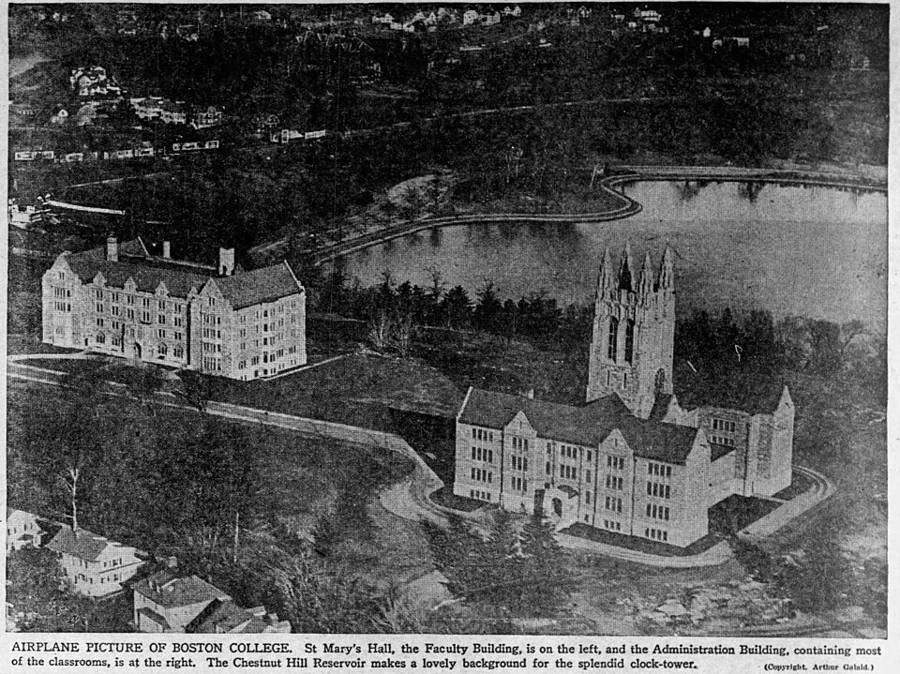 AIRPLANE PICTURE OF BOSTON COLLEGE. St Mary's Hall, the Faculty Building, is on the left, and the Administration Building, containing most
of the classrooms, is at the right. The Chestnut Hill Reservoir makes a lovely background for the splendid clock-tower. (Copyright. Arthur